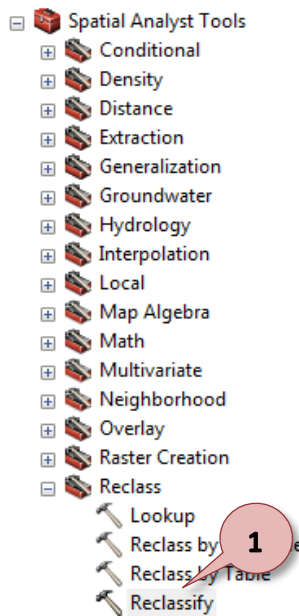 Spatial Analyst Tools
Conditional
Density
Distance
Extraction
Generalization
Groundwater
Hydrology
Interpolation
Local
Map Algebra
Math
Multivariate
Neighborhood
Overlay
Raster Creation
Reclass
Lookup
Reclass by
1
Reclass by Table
Reclassify